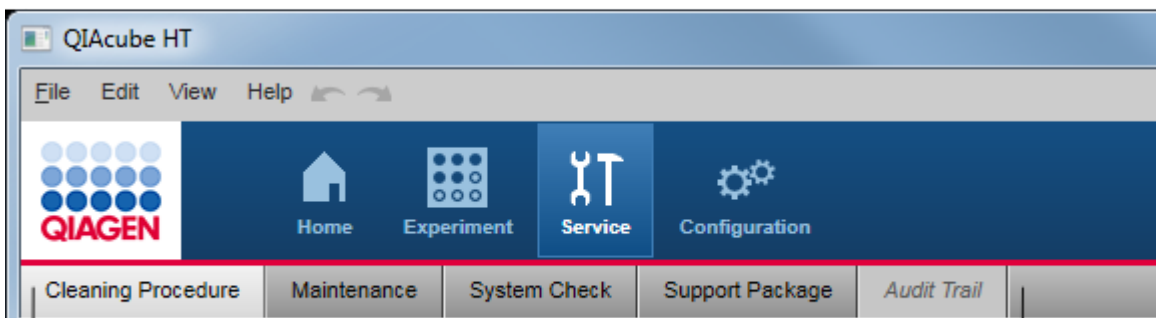 QIAcube HT
File Edit View Help
QIAGEN
Home Experiment Service Configuration
Cleaning Procedure Maintenance System Check Support Package Audit Trail